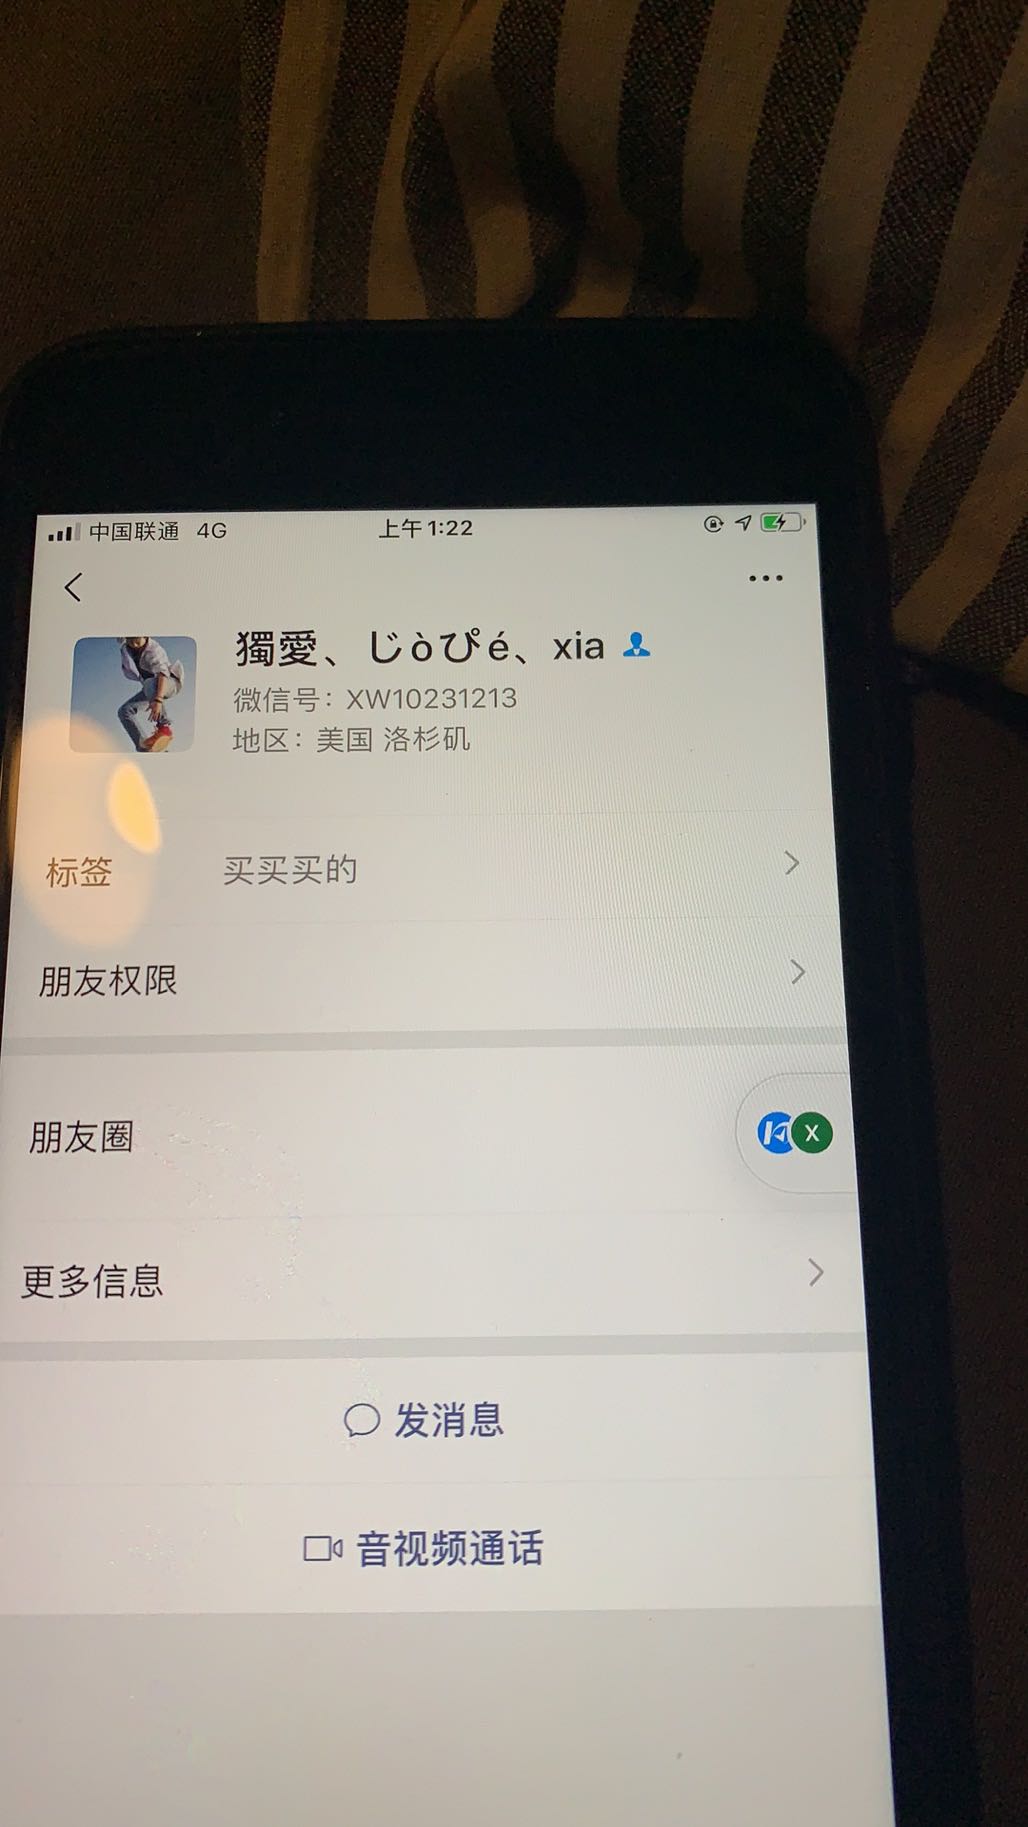 中国联通 4G 上午1:22
獨愛、じòぴé、xia
微信号：XW10231213
地区：美国 洛杉矶
标签 买买买的
朋友权限
朋友圈
X
更多信息
发消息
音视频通话